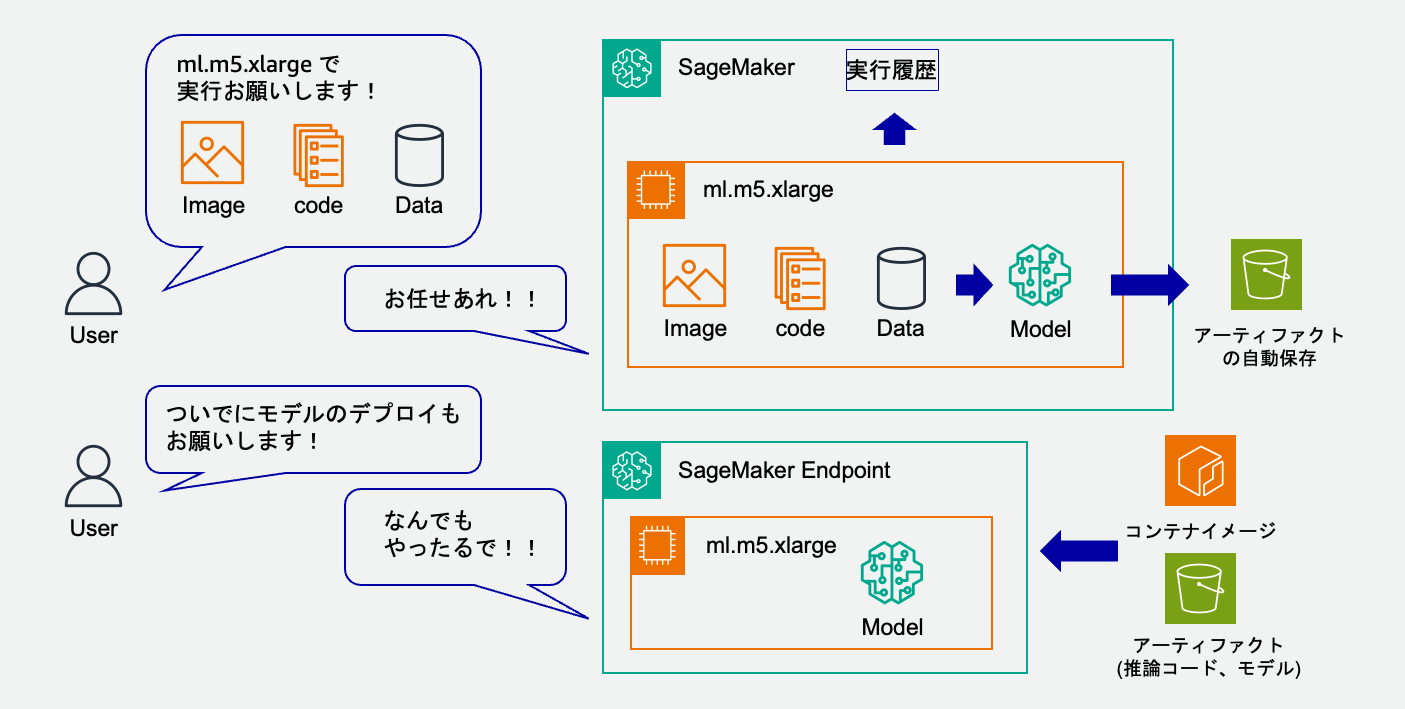 ml.m5.xlarge で
実行お願いします！
Image
code
Data
User
お任せあれ！！
SageMaker
実行履歴
ml.m5.xlarge
Image
code
Data
Model
アーティファクト
の自動保存
ついでにモデルのデプロイも
お願いします！
User
なんでも
やったるで！！
SageMaker Endpoint
ml.m5.xlarge
Model
コンテナイメージ
アーティファクト
(推論コード、モデル)